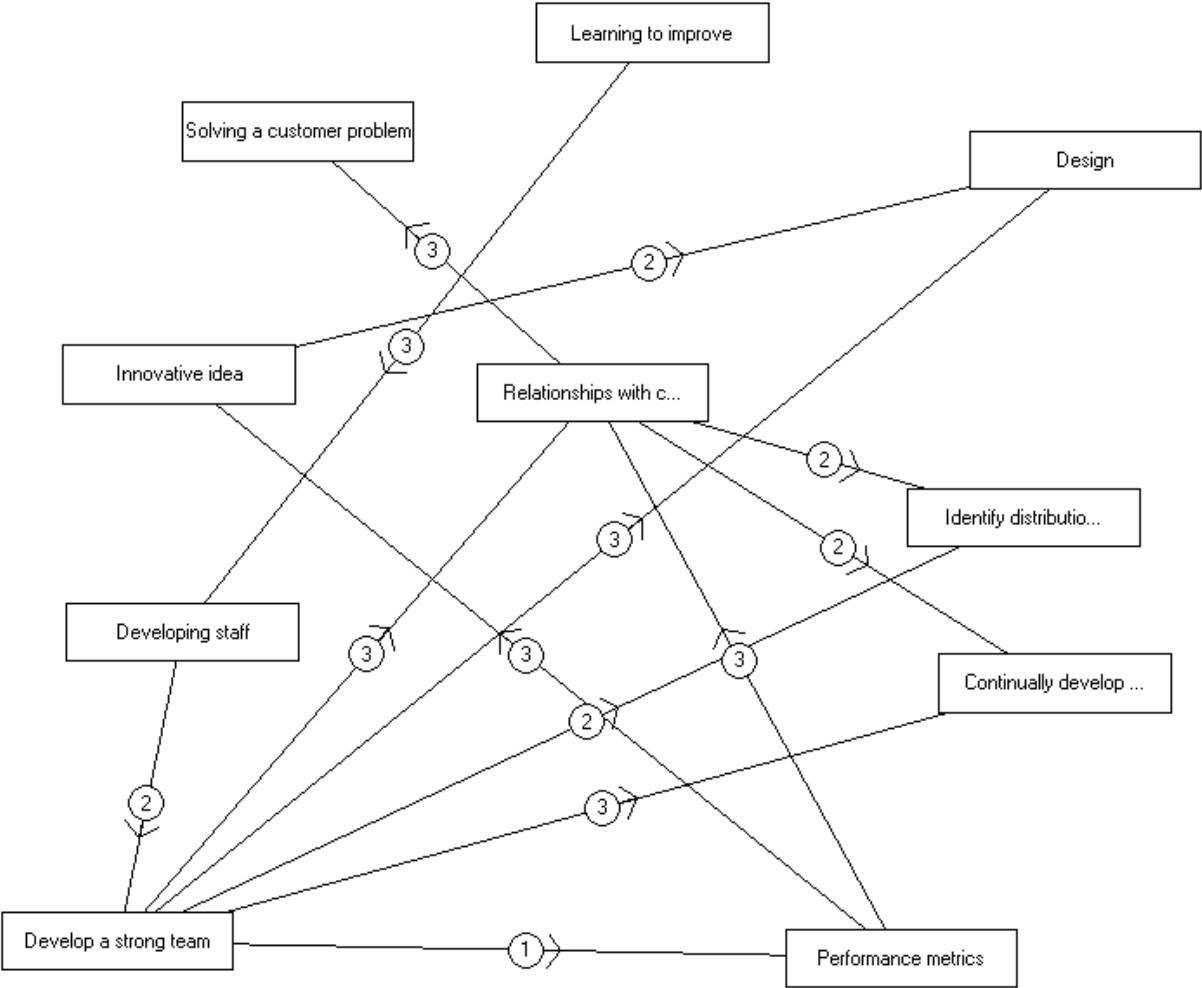 Learning to improve
Solving a customer problem
Design
3
2
3
Innovative idea
Relationships with c...
2
Identify distributio...
3
2
Developing staff
3
3
3
Continually develop ...
2
2
3
Develop a strong team
1
Performance metrics